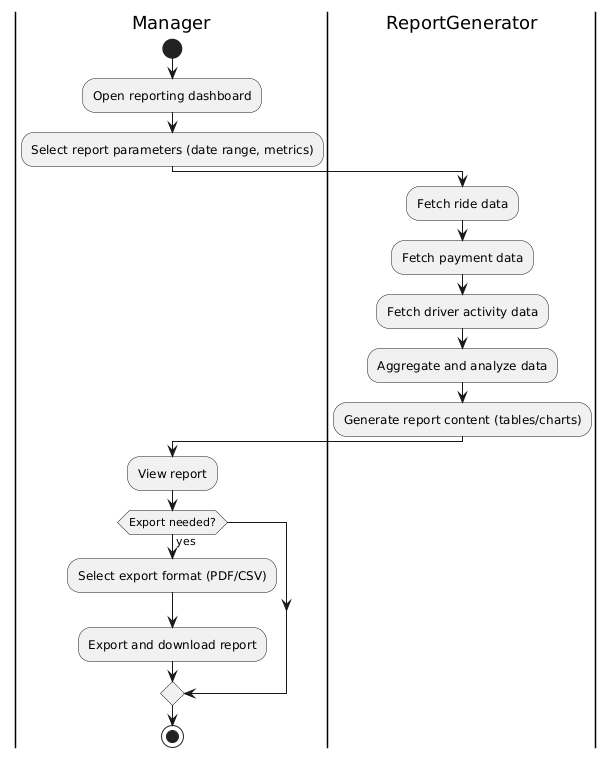 Manager
ReportGenerator
Open reporting dashboard
Select report parameters (date range, metrics)
Fetch ride data
Fetch payment data
Fetch driver activity data
Aggregate and analyze data
Generate report content (tables/charts)
View report
Export needed?
yes
Select export format (PDF/CSV)
Export and download report